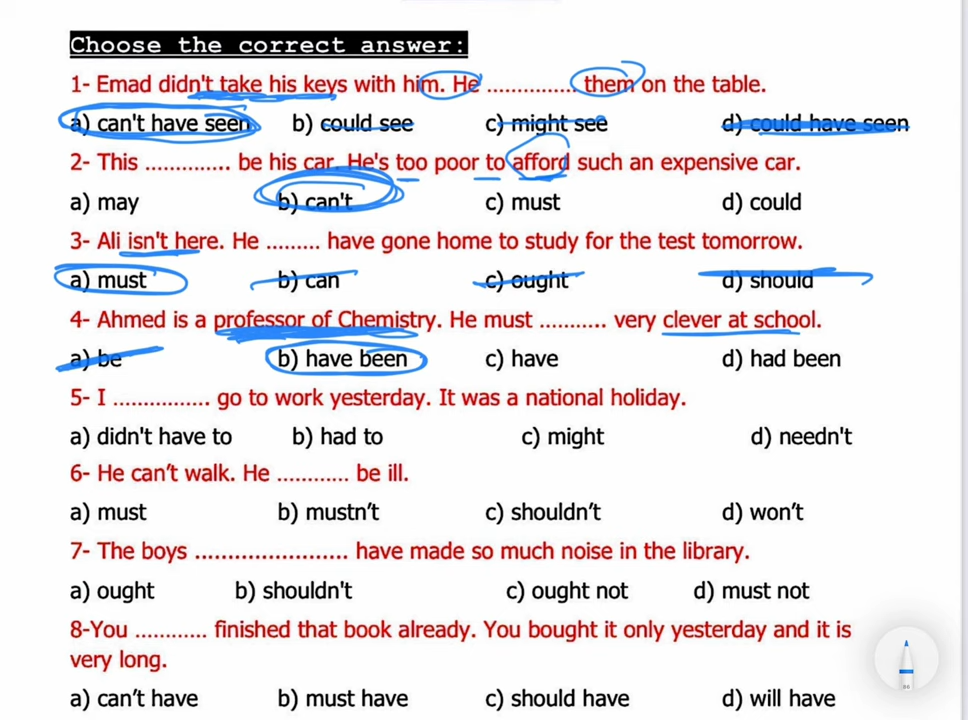 Choose the correct answer:
1- Emad didn't take his keys with him. He .............. them on the table.
a) can't have seen b) could see c) might see d) could have seen
2- This ............. be his car. He's too poor to afford such an expensive car.
a) may b) can't c) must d) could
3- Ali isn't here. He ......... have gone home to study for the test tomorrow.
a) must b) can c) ought d) should
4- Ahmed is a professor of Chemistry. He must .......... very clever at school.
a) be b) have been c) have d) had been
5- I ............... go to work yesterday. It was a national holiday.
a) didn't have to b) had to c) might d) needn't
6- He can’t walk. He ............ be ill.
a) must b) mustn’t c) shouldn’t d) won’t
7- The boys ....................... have made so much noise in the library.
a) ought b) shouldn't c) ought not d) must not
8-You ............ finished that book already. You bought it only yesterday and it is
very long.
a) can’t have b) must have c) should have d) will have